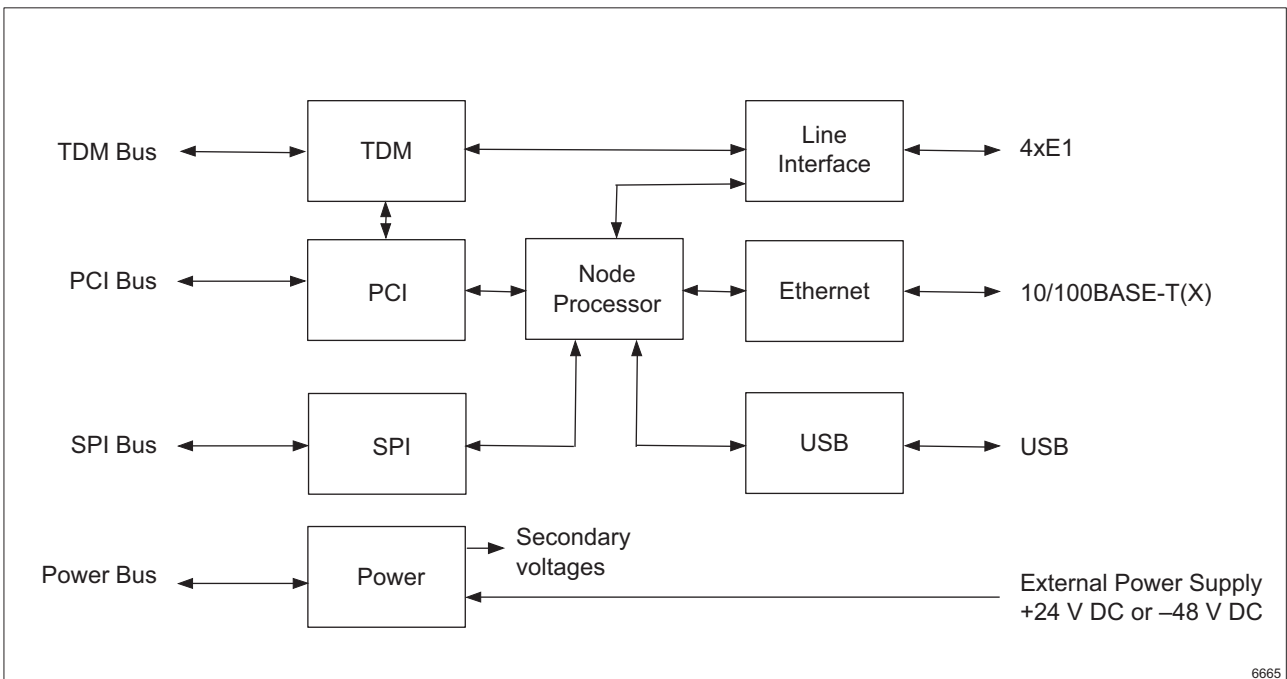 TDM Bus
TDM
Line
Interface
4xE1
PCI Bus
PCI
Node
Processor
Ethernet
10/100BASE-T(X)
SPI Bus
SPI
USB
USB
Power Bus
Power
Secondary
voltages
External Power Supply
+24 V DC or –48 V DC
6665